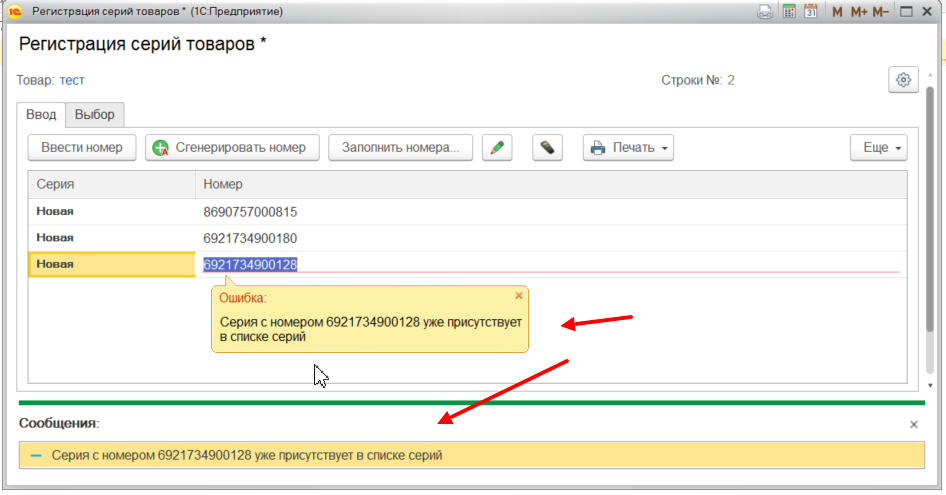 Регистрация серий товаров * (1С:Предприятие)
M M+ M-
Регистрация серий товаров *
Товар: тест
Строки №: 2
Ввод Выбор
Ввести номер Сгенерировать номер Заполнить номера... Печать Еще
Серия Номер
Новая 8690757000815
Новая 6921734900180
Новая 6921734900128
Ошибка:
Серия с номером 6921734900128 уже присутствует
в списке серий
Сообщения:
Серия с номером 6921734900128 уже присутствует в списке серий